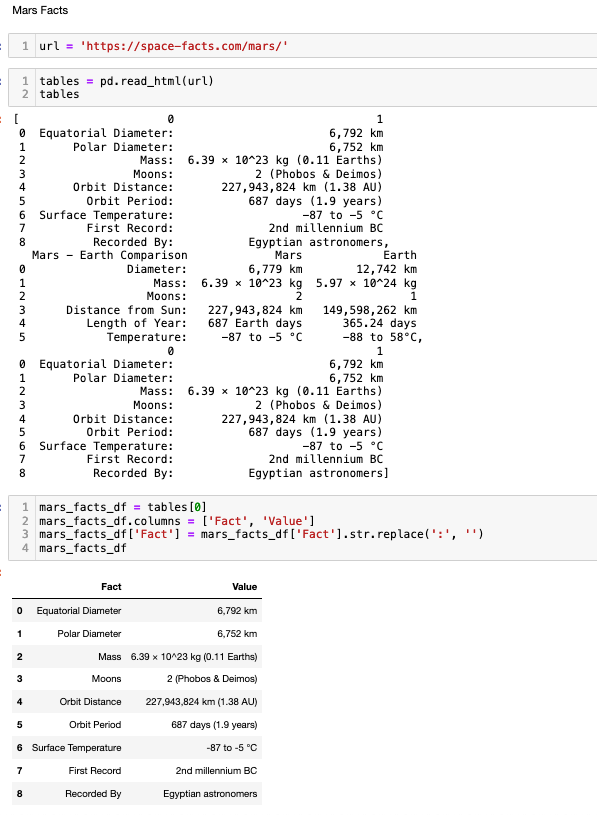 Mars Facts
1 url = 'https://space-facts.com/mars/'
1 tables = pd.read_html(url)
2 tables
[                       0                               1
0  Equatorial Diameter:                        6,792 km
1       Polar Diameter:                        6,752 km
2                 Mass:  6.39 × 10^23 kg (0.11 Earths)
3                Moons:            2 (Phobos & Deimos)
4       Orbit Distance:       227,943,824 km (1.38 AU)
5         Orbit Period:           687 days (1.9 years)
6  Surface Temperature:                   -87 to -5 °C
7         First Record:              2nd millennium BC
8          Recorded By:           Egyptian astronomers,
Mars - Earth Comparison             Mars            Earth
0               Diameter:         6,779 km        12,742 km
1                   Mass:  6.39 × 10^23 kg  5.97 × 10^24 kg
2                  Moons:                2                1
3      Distance from Sun:   227,943,824 km   149,598,262 km
4         Length of Year:   687 Earth days      365.24 days
5            Temperature:     -87 to -5 °C      -88 to 58°C,
0                               1
0  Equatorial Diameter:                        6,792 km
1       Polar Diameter:                        6,752 km
2                 Mass:  6.39 × 10^23 kg (0.11 Earths)
3                Moons:            2 (Phobos & Deimos)
4       Orbit Distance:       227,943,824 km (1.38 AU)
5         Orbit Period:           687 days (1.9 years)
6  Surface Temperature:                   -87 to -5 °C
7         First Record:              2nd millennium BC
8          Recorded By:           Egyptian astronomers]
1 mars_facts_df = tables[0]
2 mars_facts_df.columns = ['Fact', 'Value']
3 mars_facts_df['Fact'] = mars_facts_df['Fact'].str.replace(':', '')
4 mars_facts_df
Fact Value
0 Equatorial Diameter 6,792 km
1 Polar Diameter 6,752 km
2 Mass 6.39 × 10^23 kg (0.11 Earths)
3 Moons 2 (Phobos & Deimos)
4 Orbit Distance 227,943,824 km (1.38 AU)
5 Orbit Period 687 days (1.9 years)
6 Surface Temperature -87 to -5 °C
7 First Record 2nd millennium BC
8 Recorded By Egyptian astronomers